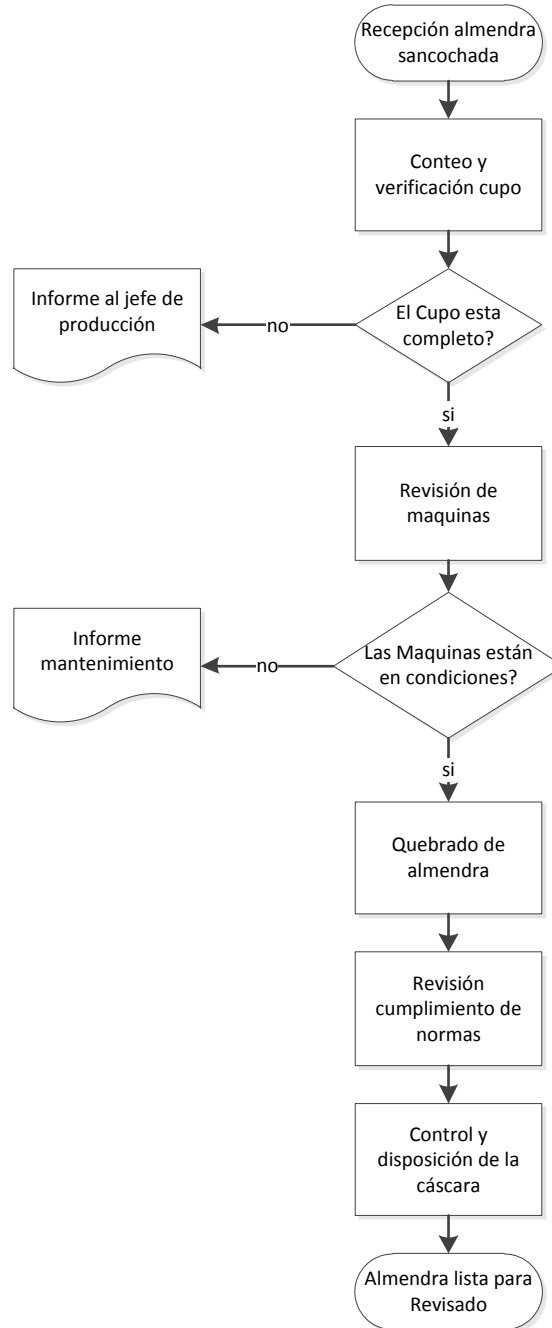 Recepción almendra
sancochada
Conteo y
verificación cupo
El Cupo esta
completo?
no
Informe al jefe de
producción
si
Revisión de
maquinas
Las Maquinas están
en condiciones?
no
Informe
mantenimiento
si
Quebrado de
almendra
Revisión
cumplimiento de
normas
Control y
disposición de la
cáscara
Almendra lista para
Revisado